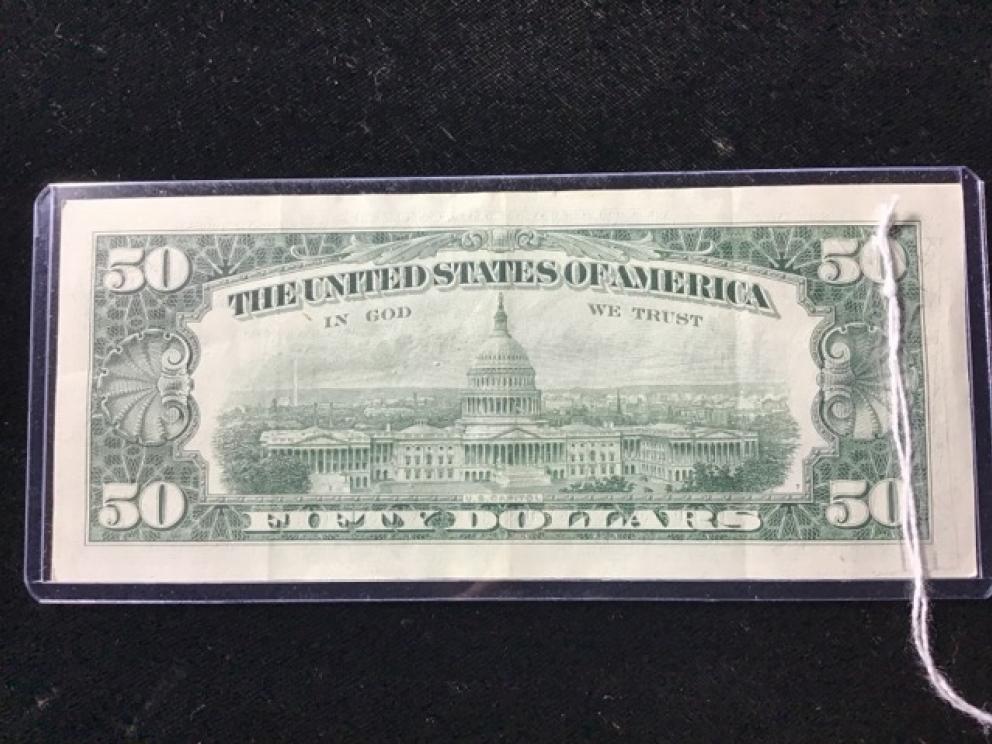 50 50
THE UNITED STATES OF AMERICA
IN GOD WE TRUST
U.S. CAPITOL
50 50
FIFTY DOLLARS